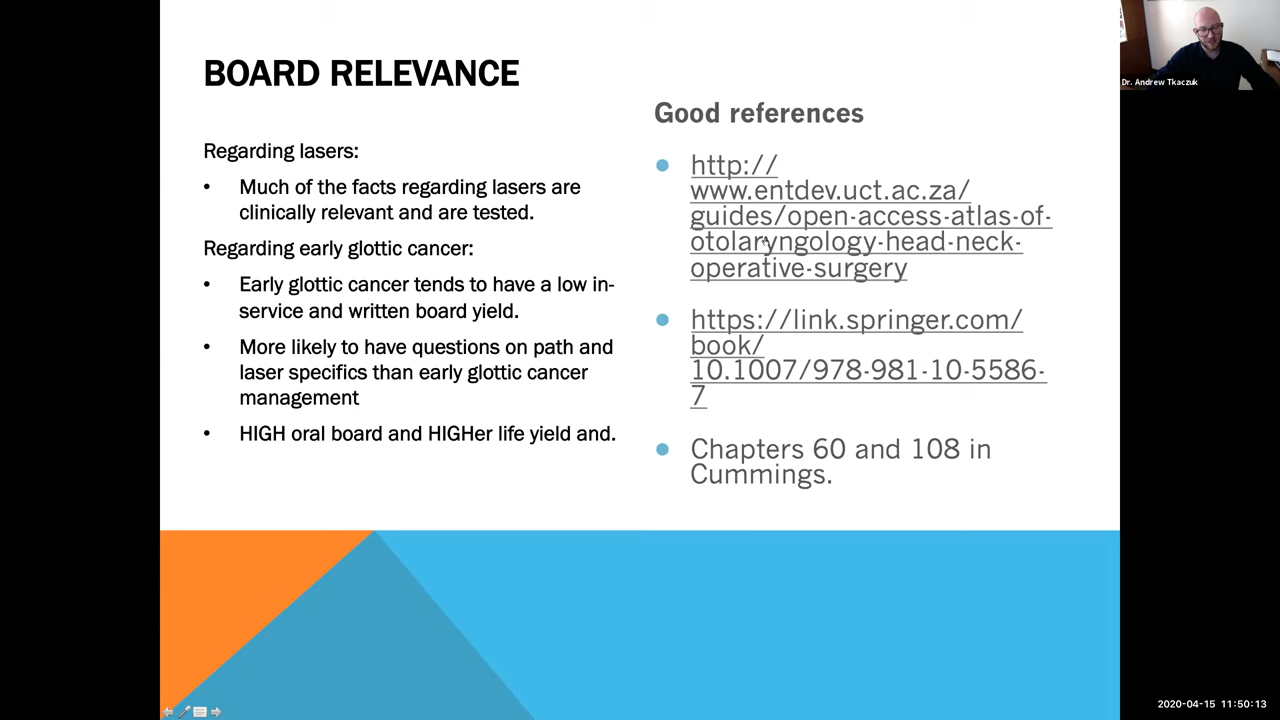 BOARD RELEVANCE
Regarding lasers:
• Much of the facts regarding lasers are
clinically relevant and are tested.
Regarding early glottic cancer:
• Early glottic cancer tends to have a low in-
service and written board yield.
• More likely to have questions on path and
laser specifics than early glottic cancer
management
• HIGH oral board and HIGHer life yield and.
Good references
• http://
www.entdev.uct.ac.za/
guides/open-access-atlas-of-
otolaryngology-head-neck-
operative-surgery
• https://link.springer.com/
book/
10.1007/978-981-10-5586-
7
• Chapters 60 and 108 in
Cummings.
Dr. Andrew Tkaczuk
2020-04-15 11:50:13